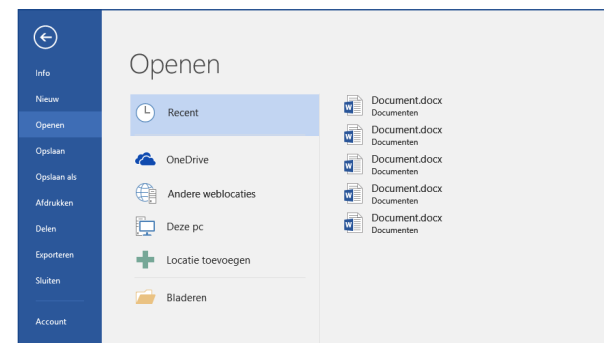 Info
Nieuw
Openen
Opslaan
Opslaan als
Afdrukken
Delen
Exporteren
Sluiten
Account
Openen
Recent
OneDrive
Andere weblocaties
Deze pc
Locatie toevoegen
Bladeren
Document.docx
Documenten
Document.docx
Documenten
Document.docx
Documenten
Document.docx
Documenten
Document.docx
Documenten